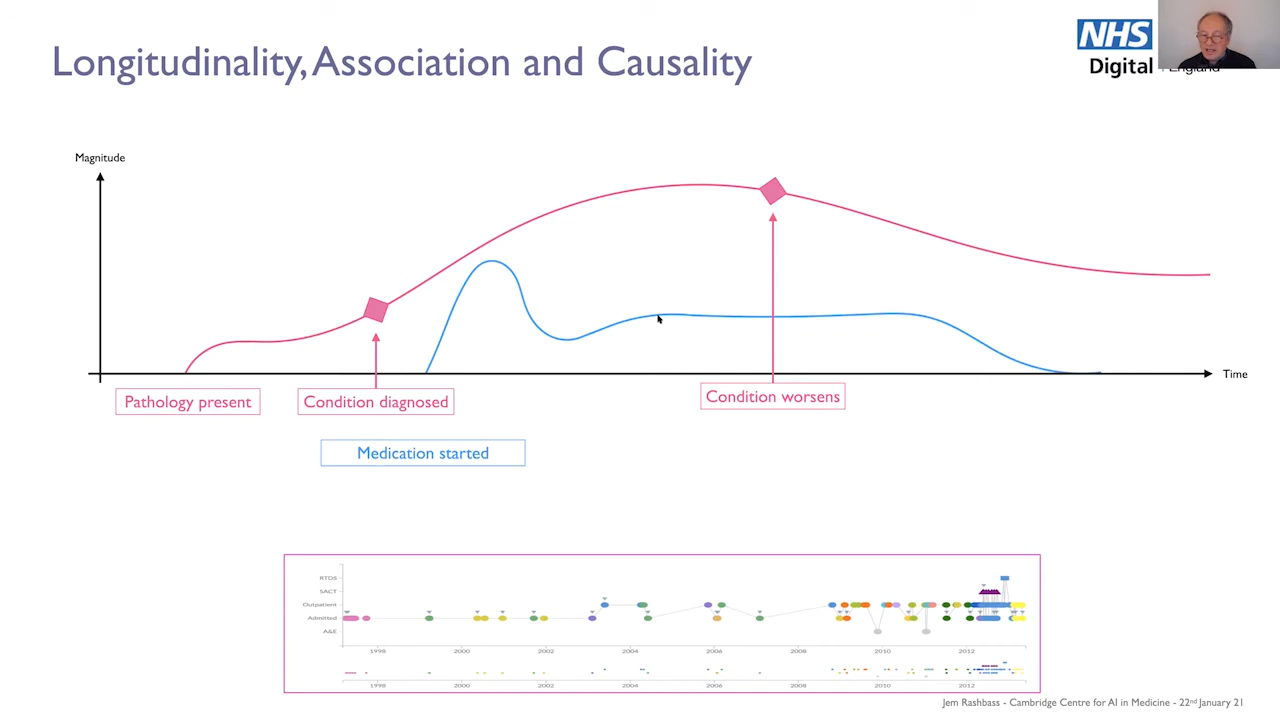 Longitudinality, Association and Causality
NHS
Digital
England
Magnitude
Time
Pathology present
Condition diagnosed
Condition worsens
Medication started
RTDS
SACT
Outpatient
Admitted
A&E
1998 2000 2002 2004 2006 2008 2010 2012
1998 2000 2002 2004 2006 2008 2010 2012
Jem Rashbass - Cambridge Centre for AI in Medicine - 22nd January 21